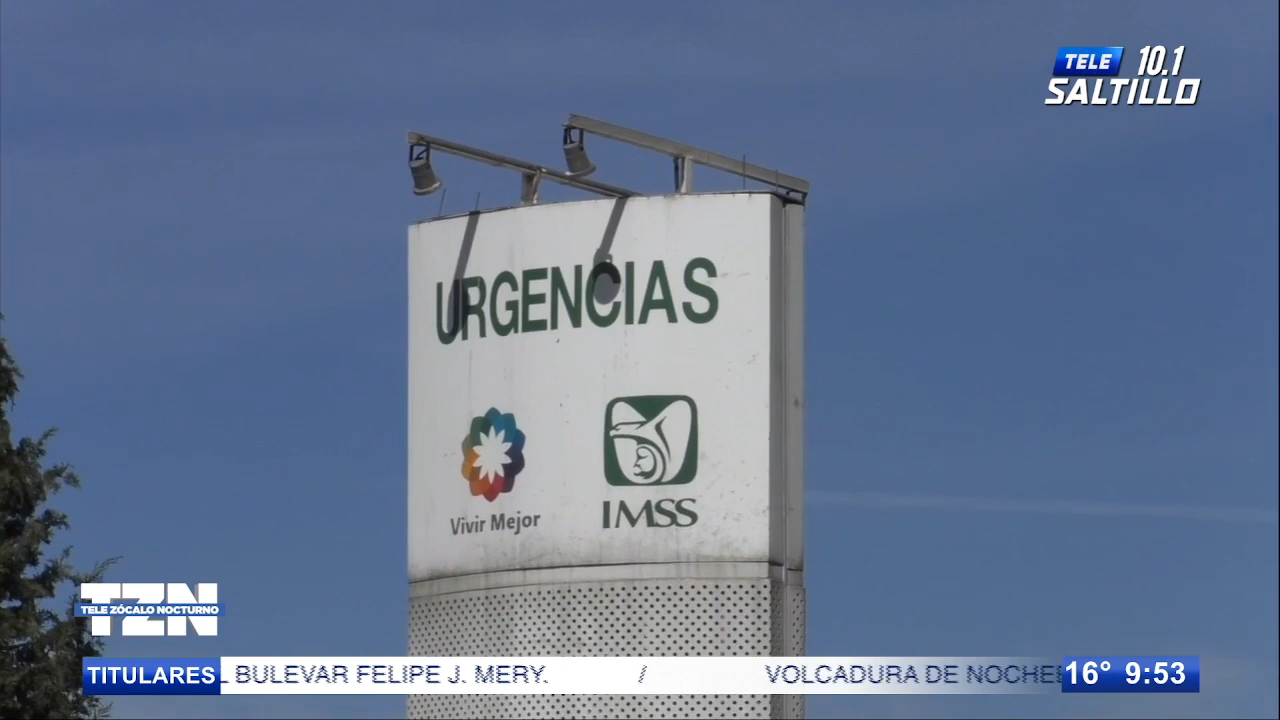 TELE 10.1
SALTILLO
URGENCIAS
Vivir Mejor
IMSS
TZN
TELE ZÓCALO NOCTURNO
TITULARES BULEVAR FELIPE J. MERY. / VOLCADURA DE 16° 9:53